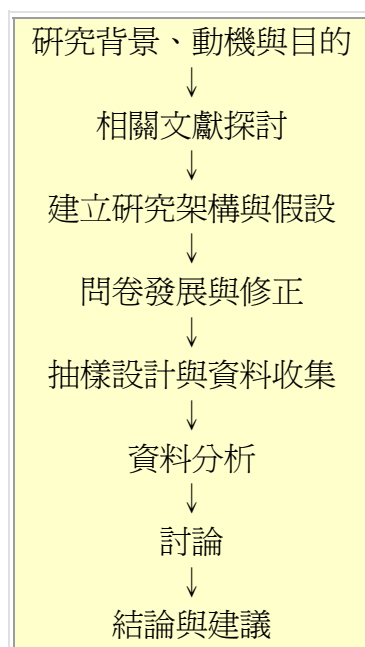 研究背景、動機與目的
↓
相關文獻探討
↓
建立研究架構與假設
↓
問卷發展與修正
↓
抽樣設計與資料收集
↓
資料分析
↓
討論
↓
結論與建議